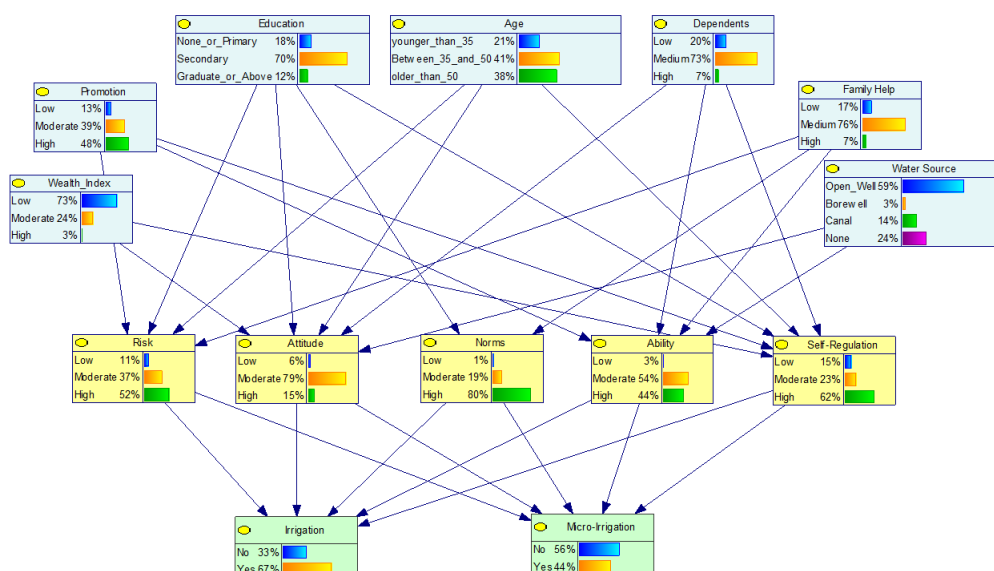 Education
None_or_Primary 18%
Secondary 70%
Graduate_or_Above 12%
Age
younger_than_35 21%
Between_35_and_50 41%
older_than_50 38%
Dependents
Low 20%
Medium 73%
High 7%
Promotion
Low 13%
Moderate 39%
High 48%
Family Help
Low 17%
Medium 76%
High 7%
Wealth_Index
Low 73%
Moderate 24%
High 3%
Water Source
Open_Well 59%
Borewell 3%
Canal 14%
None 24%
Risk
Low 11%
Moderate 37%
High 52%
Attitude
Low 6%
Moderate 79%
High 15%
Norms
Low 1%
Moderate 19%
High 80%
Ability
Low 3%
Moderate 54%
High 44%
Self-Regulation
Low 15%
Moderate 23%
High 62%
Irrigation
No 33%
Yes 67%
Micro-Irrigation
No 56%
Yes 44%